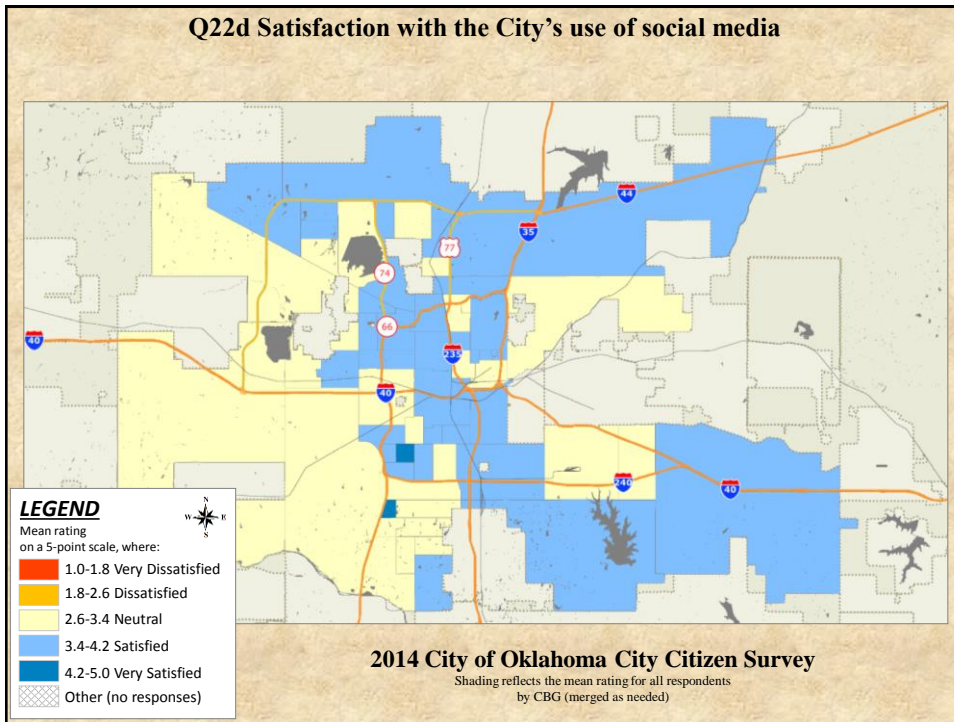 Q22d Satisfaction with the City's use of social media
44
35
77
74
66
40
235
40
240
40
LEGEND
Mean rating
on a 5-point scale, where:
N
W E
S
1.0-1.8 Very Dissatisfied
1.8-2.6 Dissatisfied
2.6-3.4 Neutral
3.4-4.2 Satisfied
4.2-5.0 Very Satisfied
Other (no responses)
2014 City of Oklahoma City Citizen Survey
Shading reflects the mean rating for all respondents
by CBG (merged as needed)